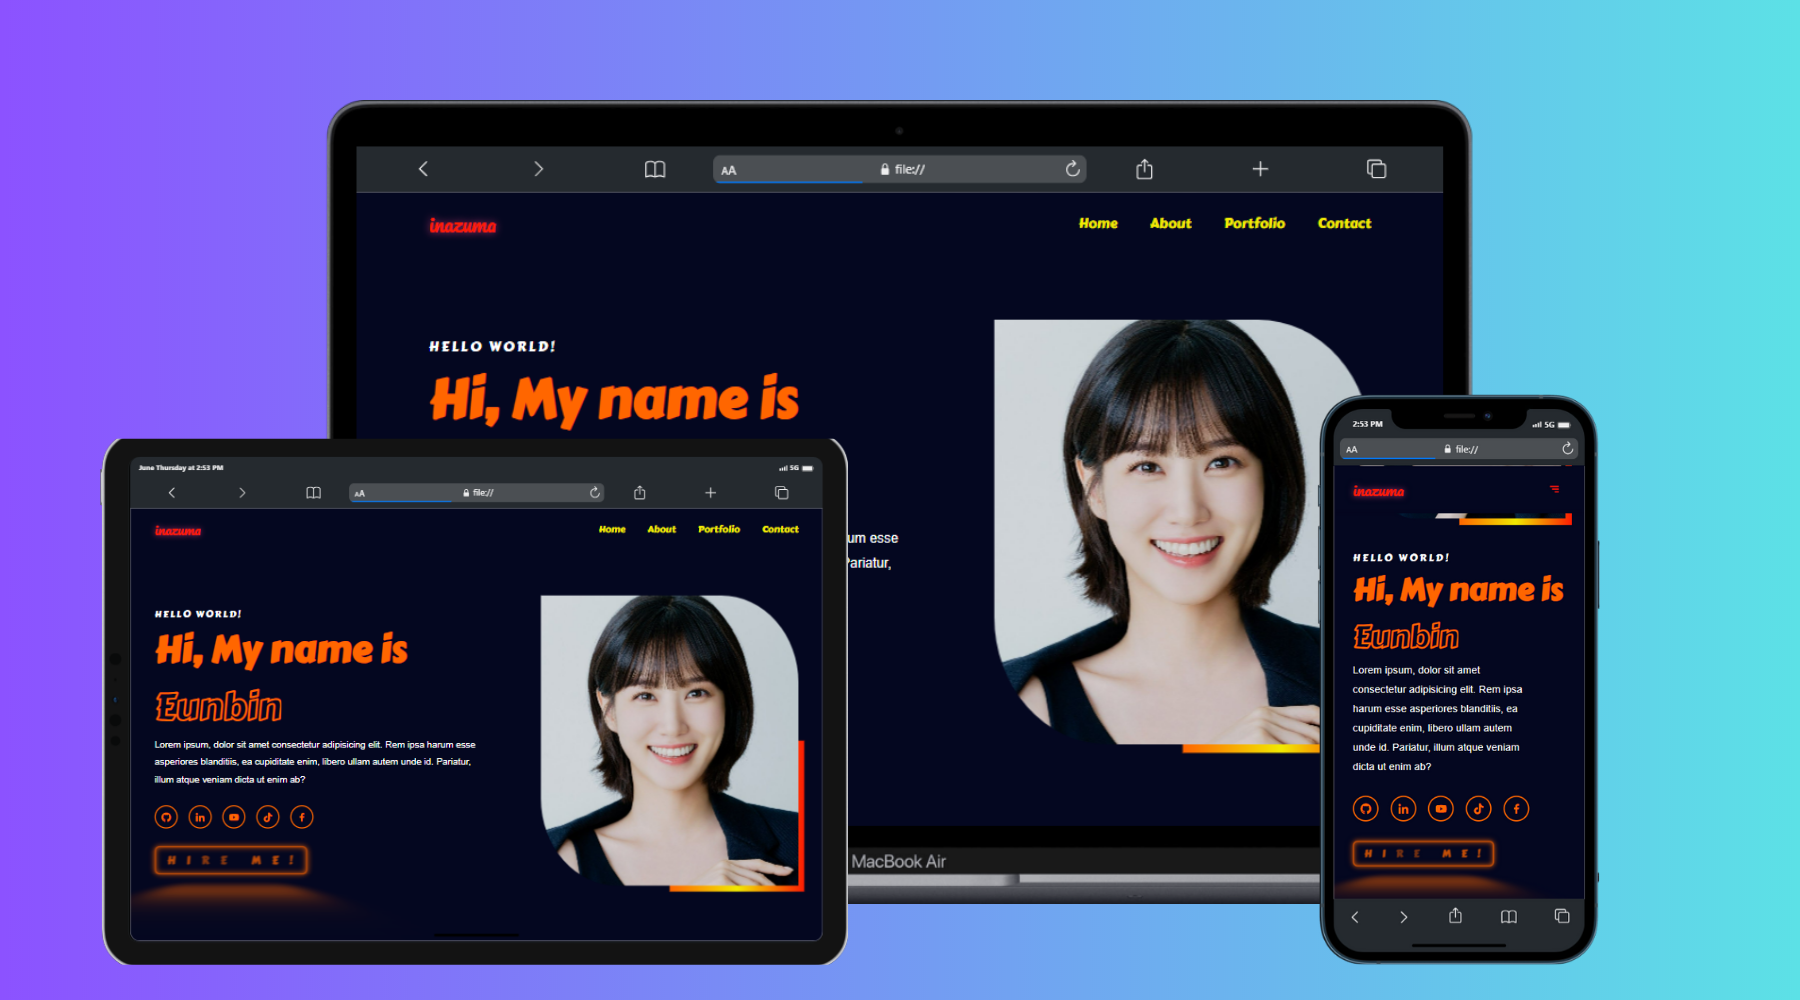 AA file://
inazuma Home About Portfolio Contact
HELLO WORLD!
Hi, My name is
um esse
Pariatur,
MacBook Air
June Thursday at 2:53 PM 5G
AA file://
inazuma Home About Portfolio Contact
HELLO WORLD!
Hi, My name is
Eunbin
Lorem ipsum, dolor sit amet consectetur adipisicing elit. Rem ipsa harum esse
asperiores blanditiis, ea cupiditate enim, libero ullam autem unde id. Pariatur,
illum atque veniam dicta ut enim ab?
in f
HIRE ME!
2:53 PM 5G
AA file://
inazuma
HELLO WORLD!
Hi, My name is
Eunbin
Lorem ipsum, dolor sit amet
consectetur adipisicing elit. Rem ipsa
harum esse asperiores blanditiis, ea
cupiditate enim, libero ullam autem
unde id. Pariatur, illum atque veniam
dicta ut enim ab?
in f
HIRE ME!